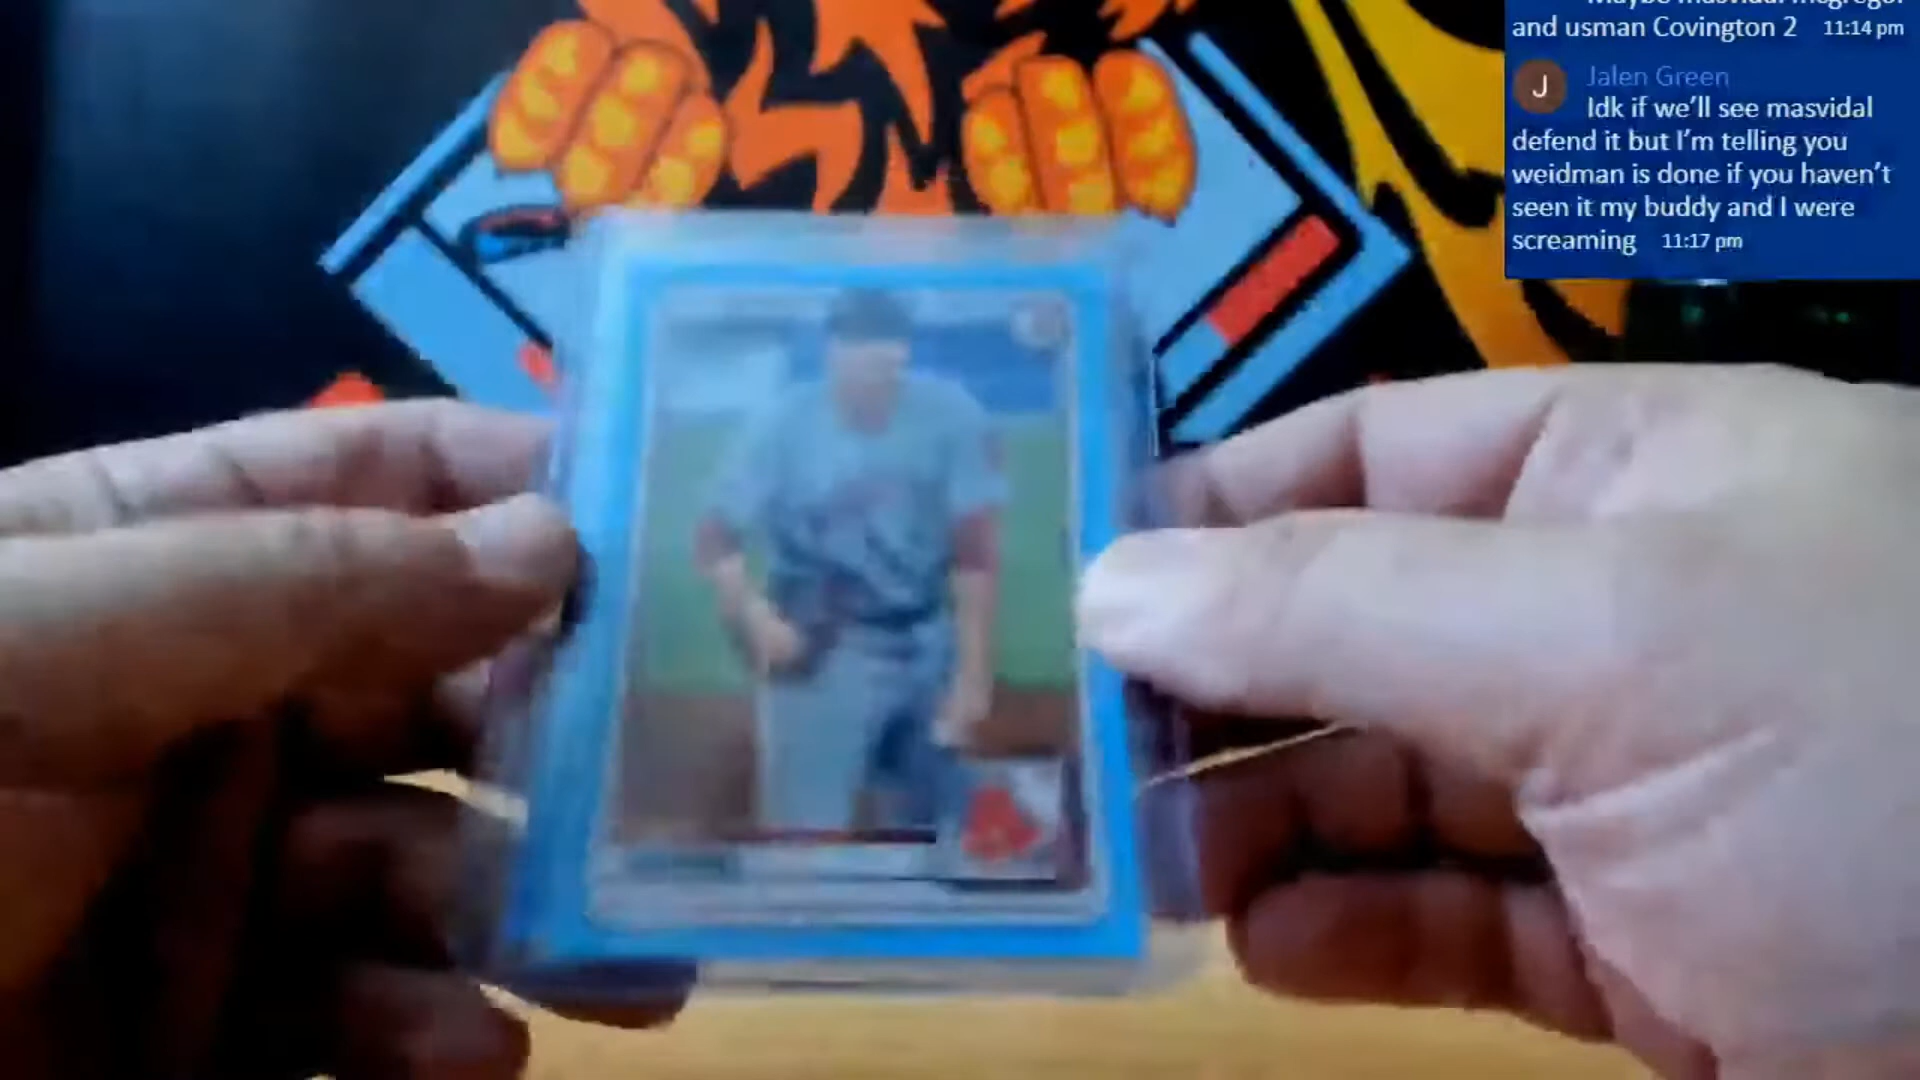 and usman Covington 2 11:14 pm
J
Jalen Green
Idk if we'll see masvidal
defend it but I'm telling you
weidman is done if you haven't
seen it my buddy and I were
screaming 11:17 pm